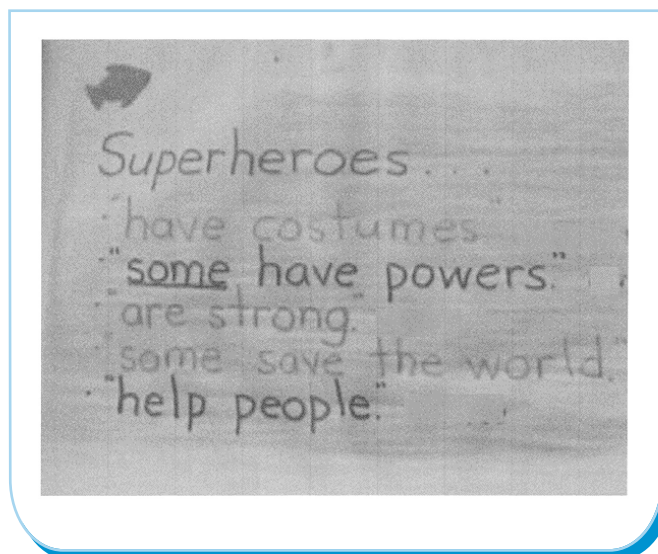 Superheroes....
· "have costumes"
· "some have powers."
· "are strong."
· "some save the world."
· "help people."